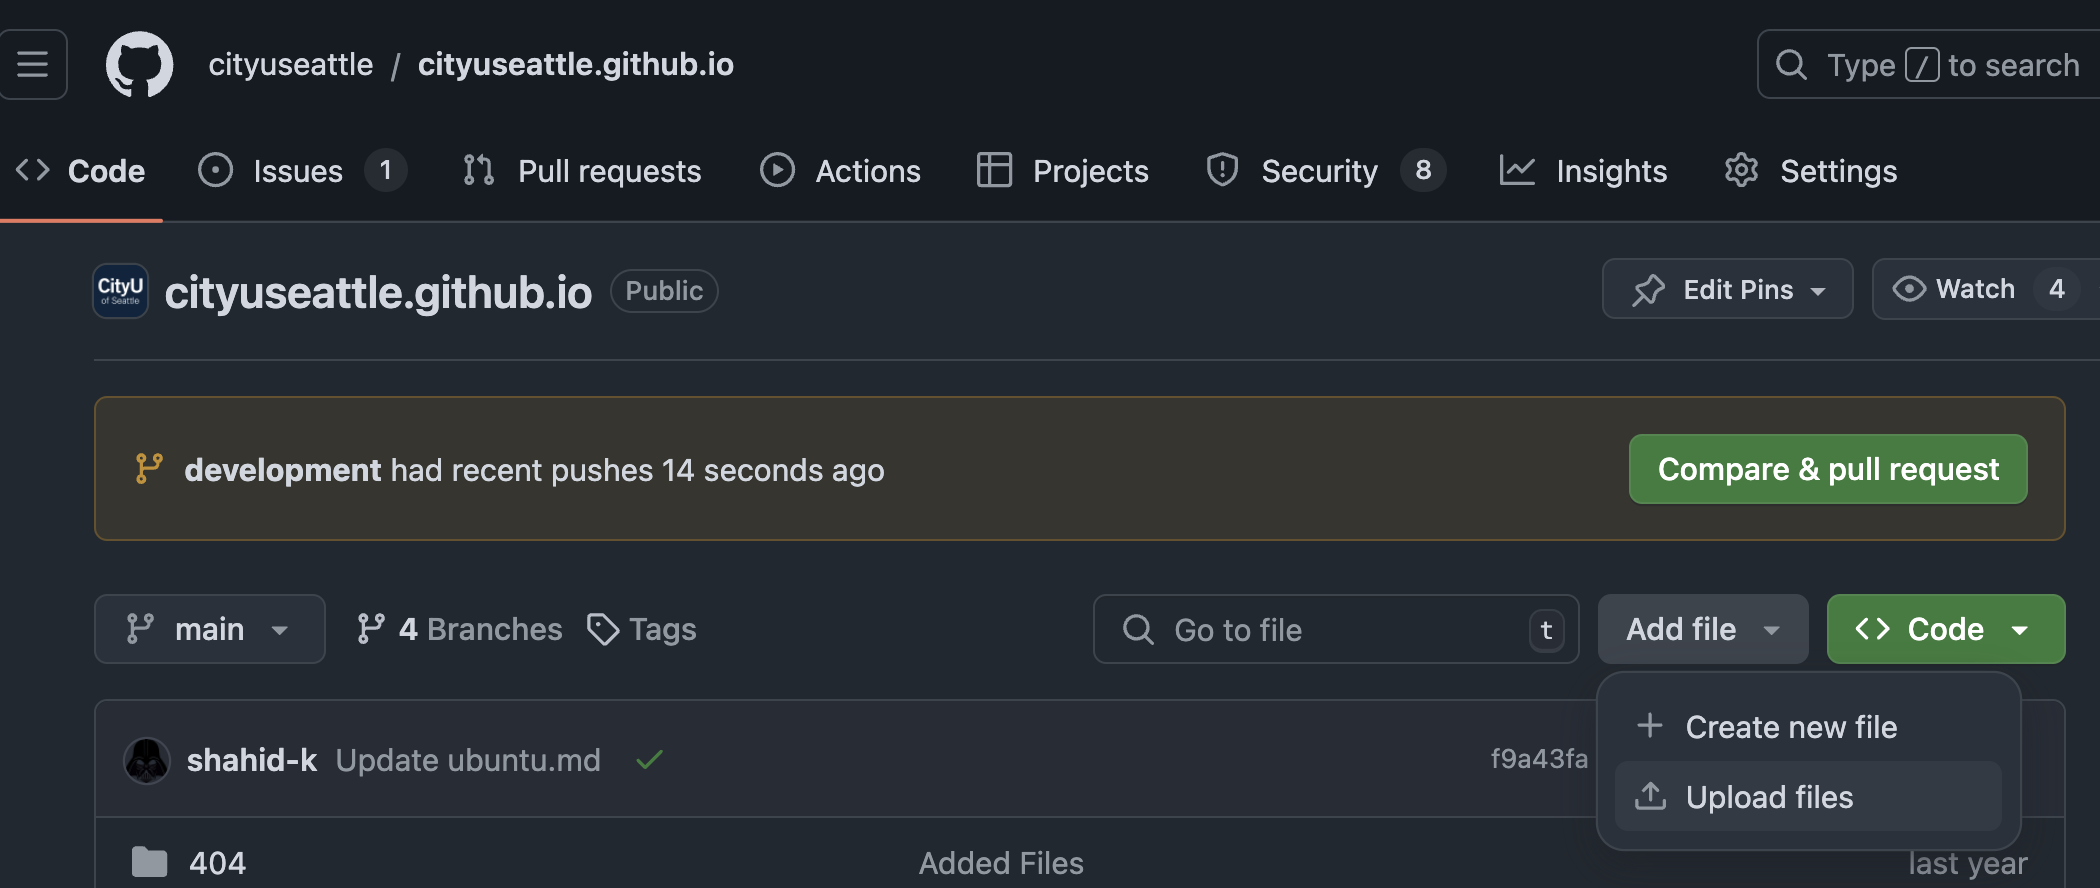 cityuseattle / cityuseattle.github.io
Type / to search
Code
Issues 1
Pull requests
Actions
Projects
Security 8
Insights
Settings
CityU
of Seattle
cityuseattle.github.io Public
Edit Pins
Watch 4
development had recent pushes 14 seconds ago
Compare & pull request
main
4 Branches
Tags
Go to file t
Add file
Code
Create new file
Upload files
shahid-k Update ubuntu.md
f9a43fa
404
Added Files
last year